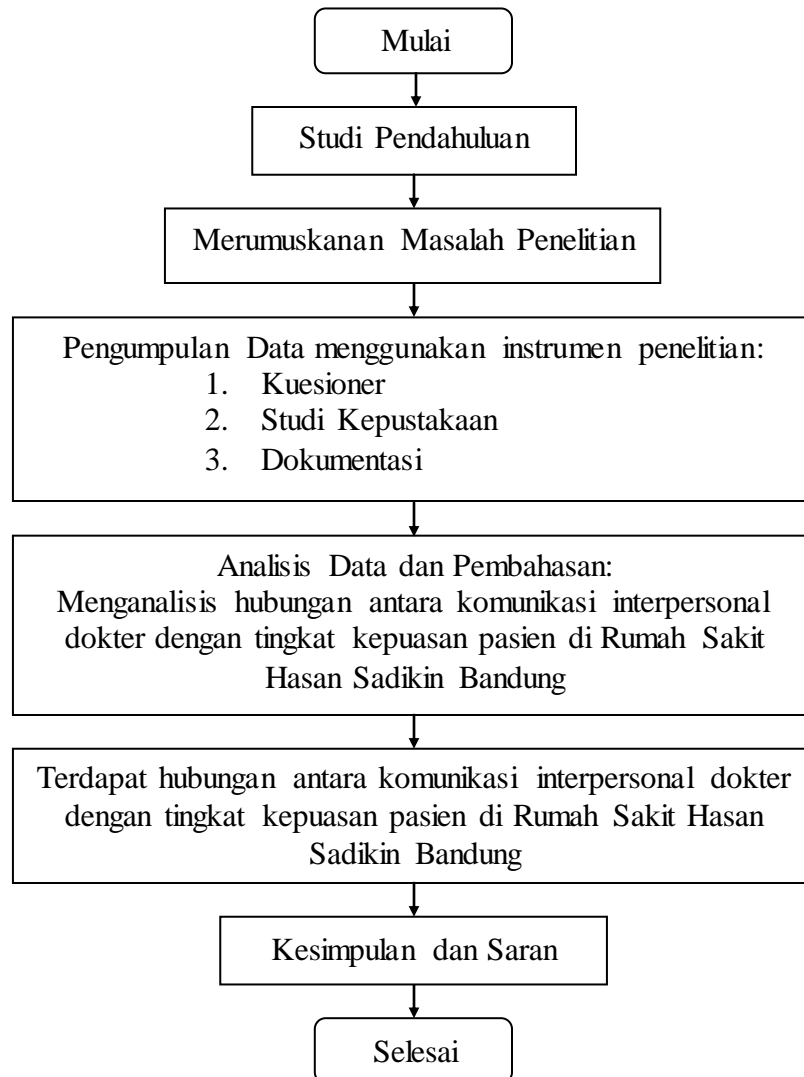 Mulai
Studi Pendahuluan
Merumuskanan Masalah Penelitian
Pengumpulan Data menggunakan instrumen penelitian:
1. Kuesioner
2. Studi Kepustakaan
3. Dokumentasi
Analisis Data dan Pembahasan:
Menganalisis hubungan antara komunikasi interpersonal
dokter dengan tingkat kepuasan pasien di Rumah Sakit
Hasan Sadikin Bandung
Terdapat hubungan antara komunikasi interpersonal dokter
dengan tingkat kepuasan pasien di Rumah Sakit Hasan
Sadikin Bandung
Kesimpulan dan Saran
Selesai